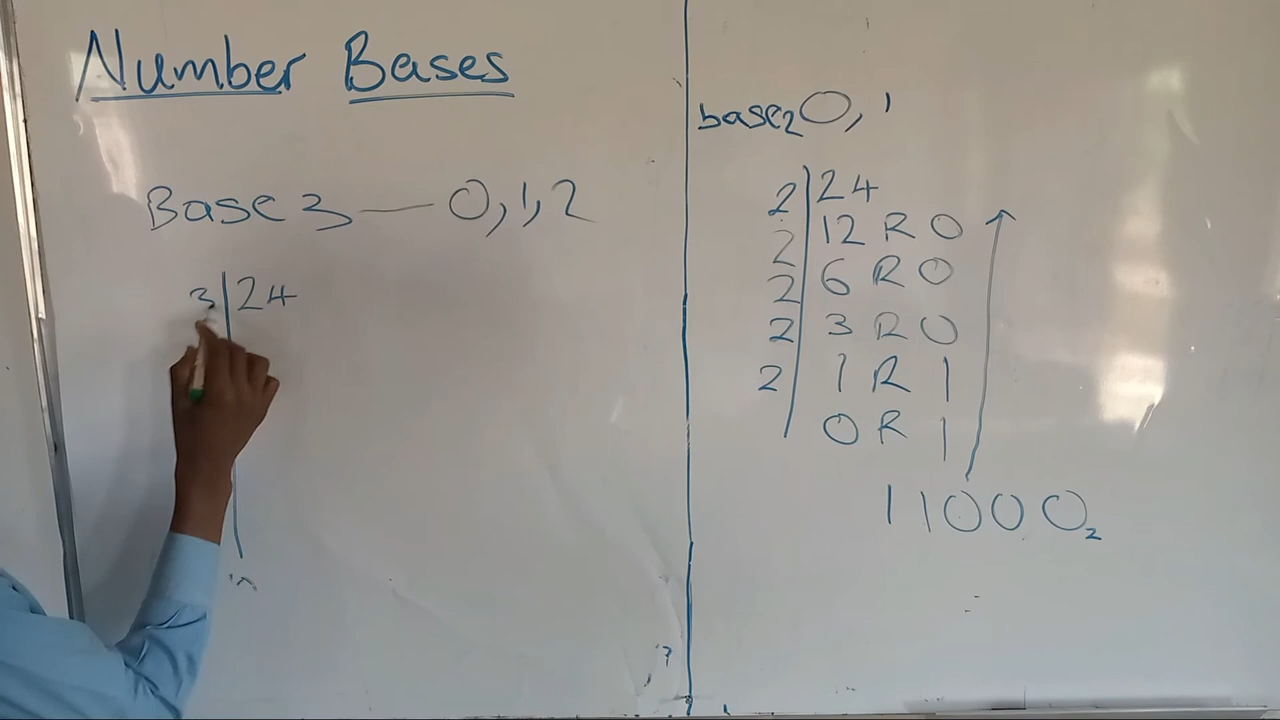 Number Bases
Base 3 — 0, 1, 2
3 24
base2 0, 1
2 24
2 12 R 0
2 6 R 0
2 3 R 0
2 1 R 1
0 R 1
11000₂